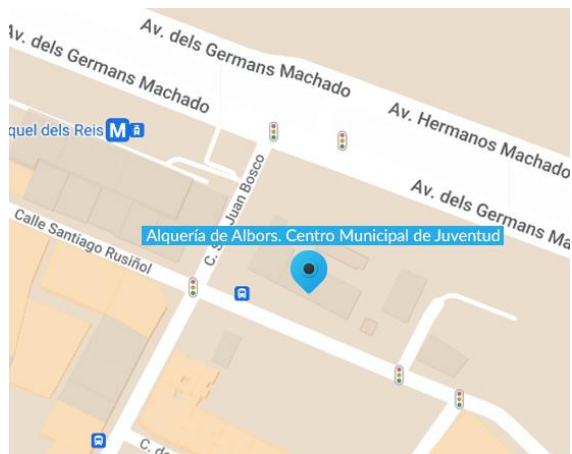 Av. dels Germans Machado
Av. dels Germans Machado
Av. Hermanos Machado
quel dels Reis M
Av. dels Germans Ma
Juan Bosco
C. S
Alquería de Albors. Centro Municipal de Juventud
Calle Santiago Rusiñol
C. de